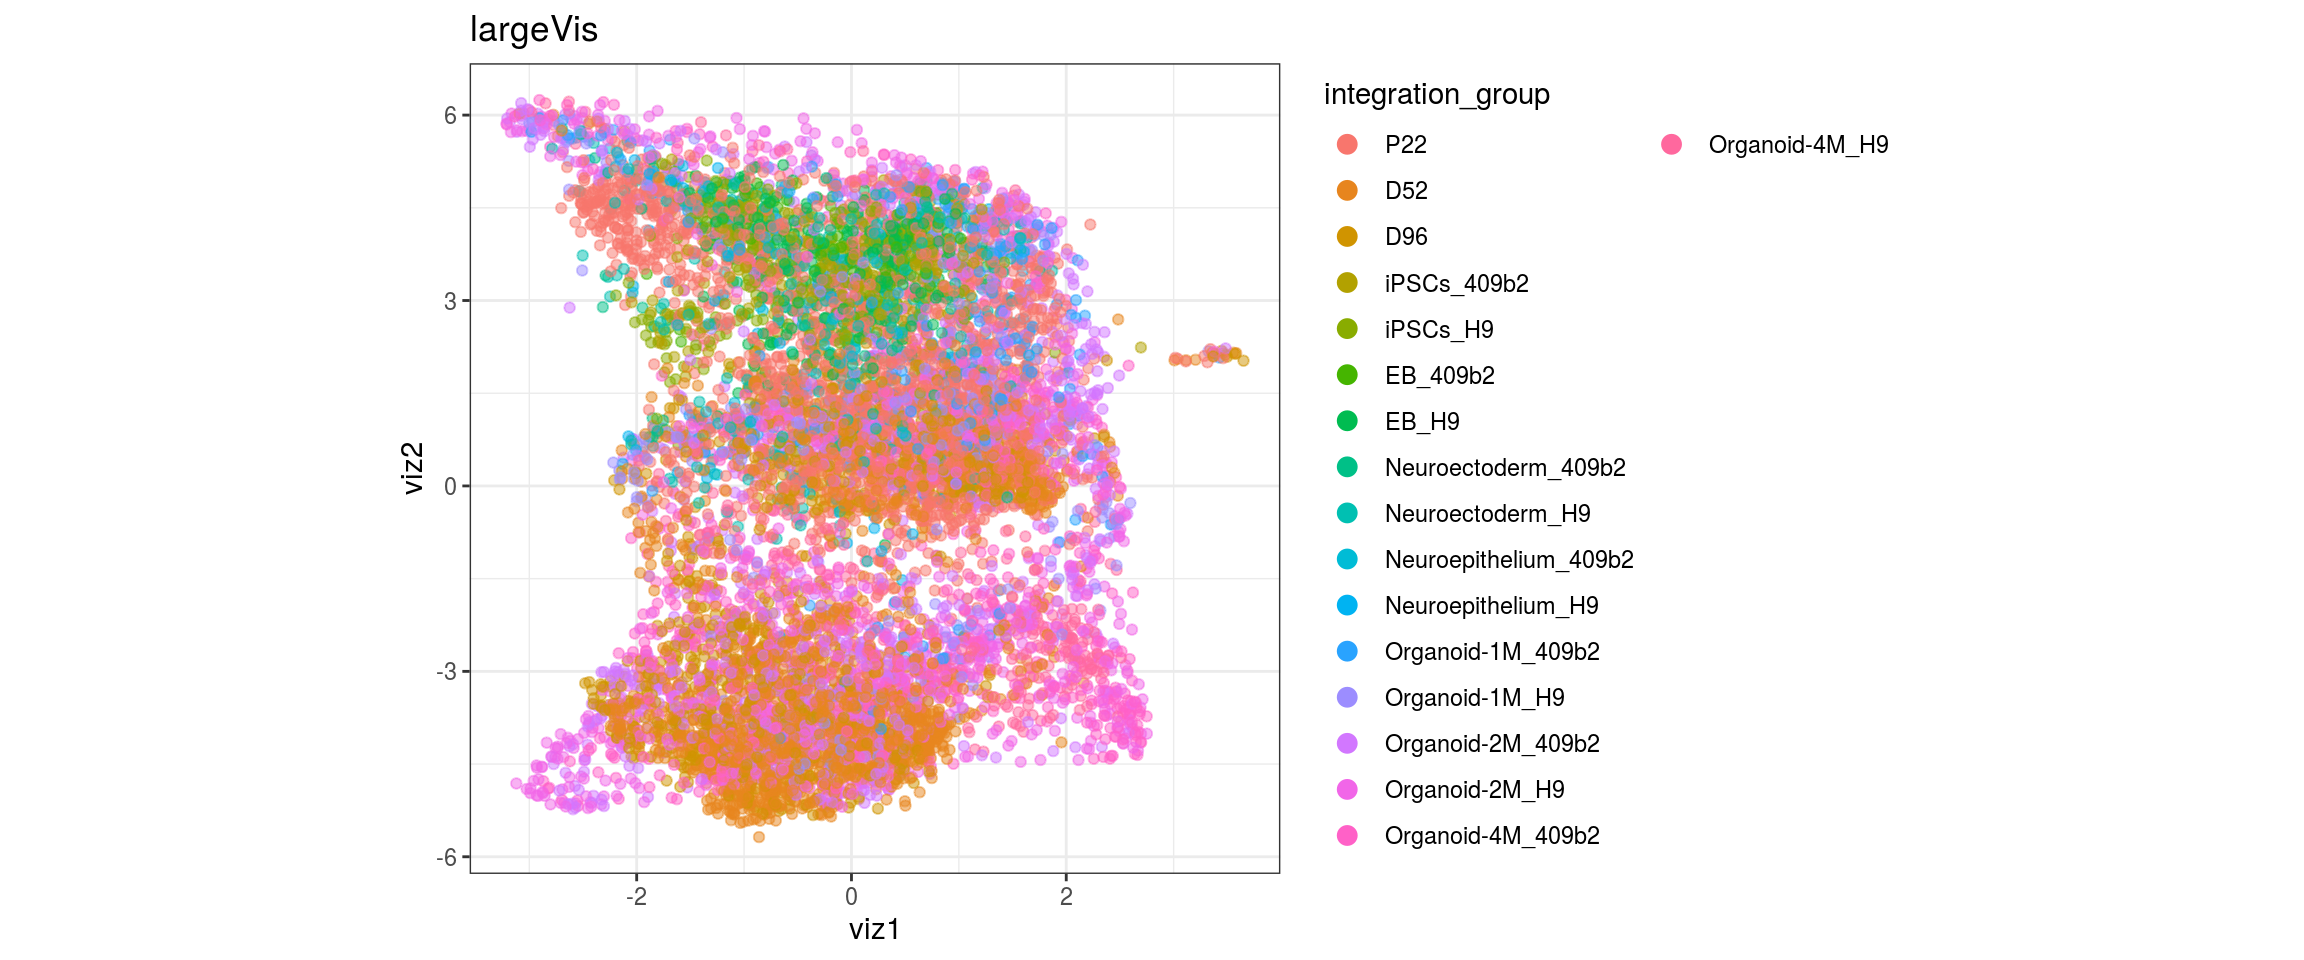 largeVis
integration_group
P22
D52
D96
iPSCs_409b2
iPSCs_H9
EB_409b2
EB_H9
Neuroectoderm_409b2
Neuroectoderm_H9
Neuroepithelium_409b2
Neuroepithelium_H9
Organoid-1M_409b2
Organoid-1M_H9
Organoid-2M_409b2
Organoid-2M_H9
Organoid-4M_409b2
Organoid-4M_H9
viz2
6
3
0
-3
-6
-2 0 2
viz1